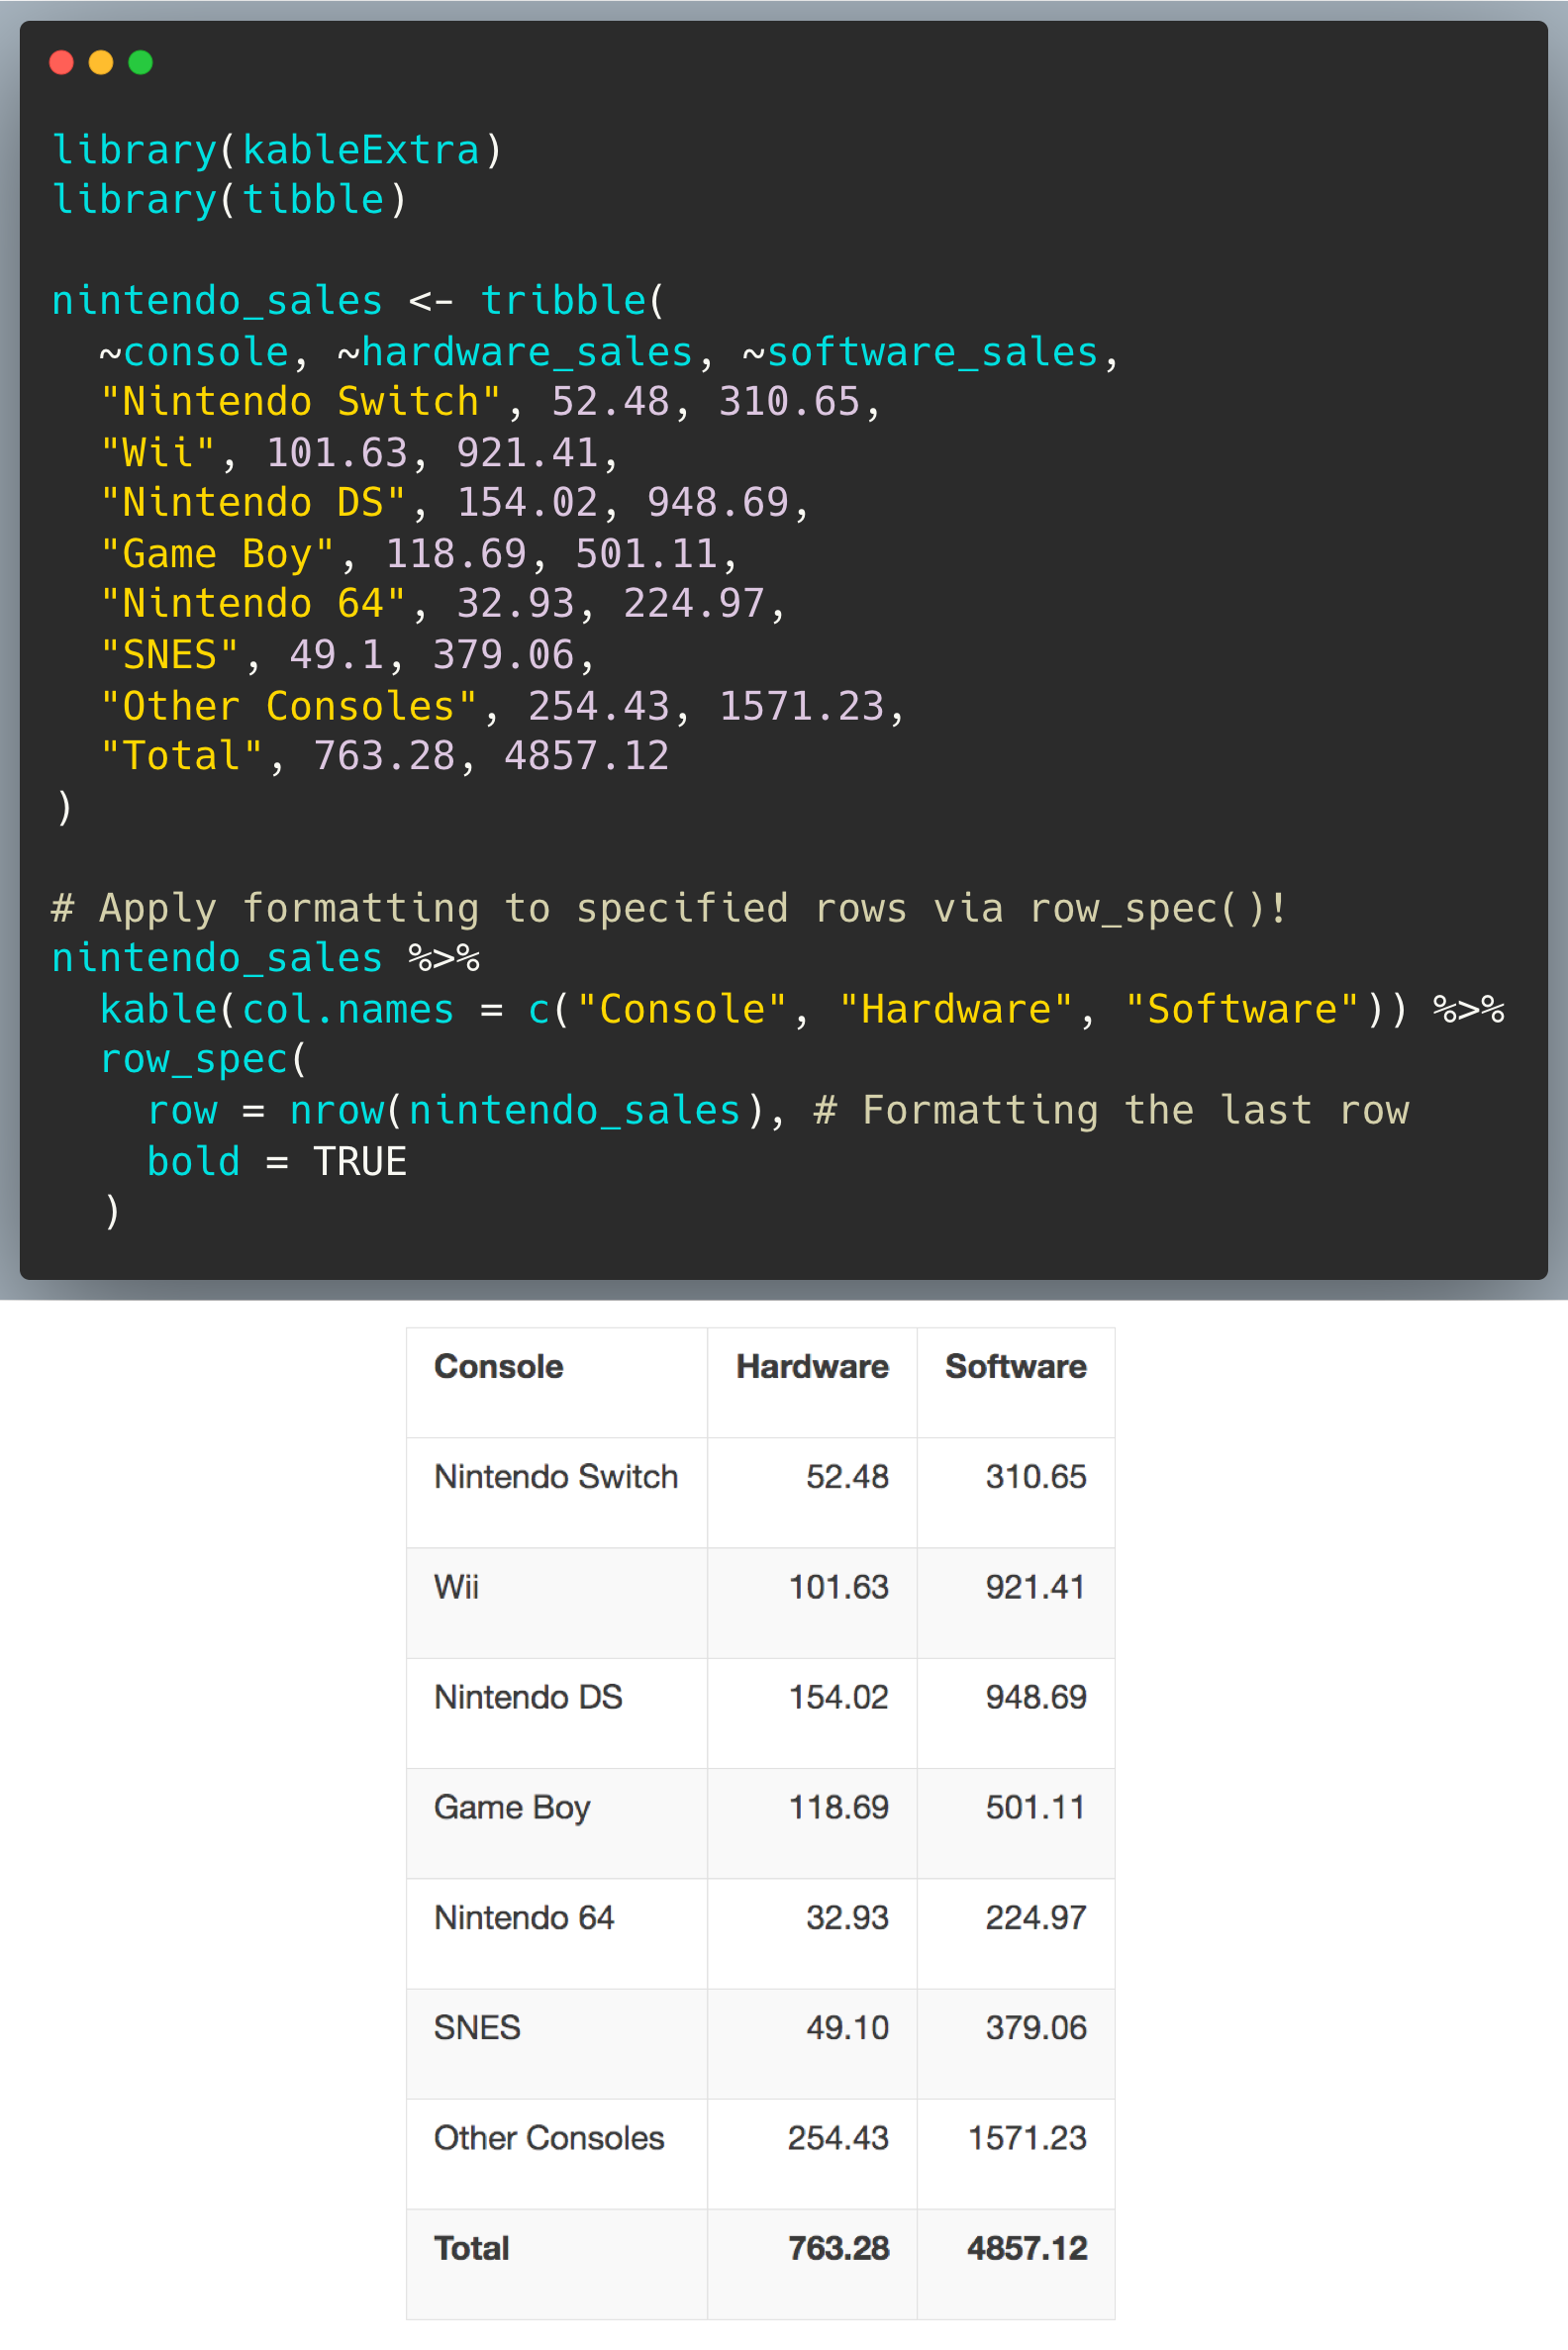 library(kableExtra)
library(tibble)
nintendo_sales <- tribble(
  ~console, ~hardware_sales, ~software_sales,
  "Nintendo Switch", 52.48, 310.65,
  "Wii", 101.63, 921.41,
  "Nintendo DS", 154.02, 948.69,
  "Game Boy", 118.69, 501.11,
  "Nintendo 64", 32.93, 224.97,
  "SNES", 49.1, 379.06,
  "Other Consoles", 254.43, 1571.23,
  "Total", 763.28, 4857.12
)
# Apply formatting to specified rows via row_spec()!
nintendo_sales %>%
  kable(col.names = c("Console", "Hardware", "Software")) %>%
  row_spec(
    row = nrow(nintendo_sales), # Formatting the last row
    bold = TRUE
  )
Console Hardware Software
Nintendo Switch 52.48 310.65
Wii 101.63 921.41
Nintendo DS 154.02 948.69
Game Boy 118.69 501.11
Nintendo 64 32.93 224.97
SNES 49.10 379.06
Other Consoles 254.43 1571.23
Total 763.28 4857.12